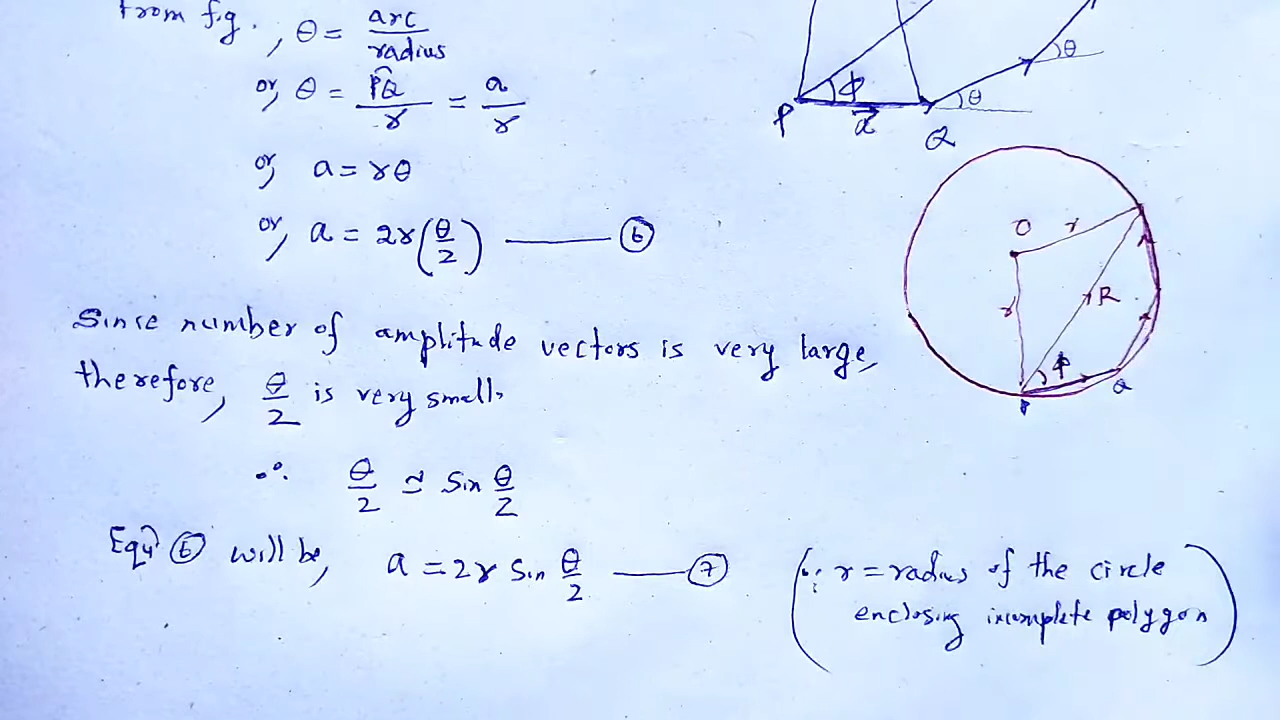 From fig., θ = arc/radius
or, θ = PQ/r = a/r
or, a = rθ
or, a = 2r(θ/2) —— ⑥
Since number of amplitude vectors is very large,
therefore, θ/2 is very small.
∴ θ/2 ≃ Sin θ/2
Eqn ⑥ will be, a = 2r Sin θ/2 —— ⑦
(∵ r = radius of the circle
enclosing incomplete polygon)
θ
ϕ
θ
P
a
Q
O
r
r
R
ϕ
P
Q